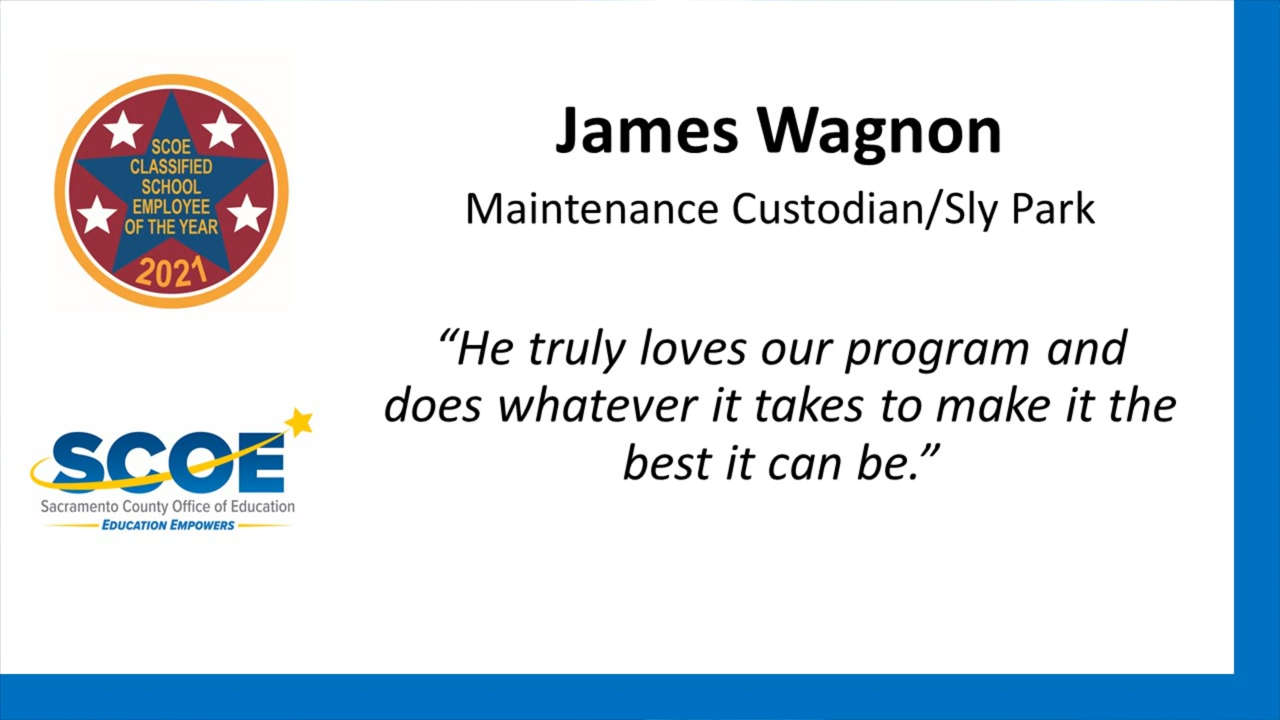 SCOE
CLASSIFIED
SCHOOL
EMPLOYEE
OF THE YEAR
2021
James Wagnon
Maintenance Custodian/Sly Park
“He truly loves our program and
does whatever it takes to make it the
best it can be.”
SCOE
Sacramento County Office of Education
EDUCATION EMPOWERS